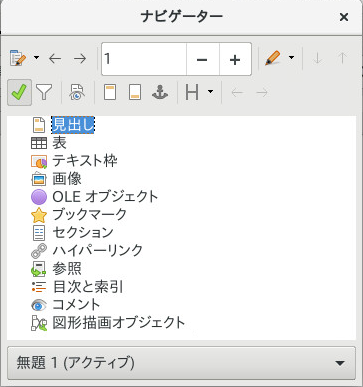 ナビゲーター
1
見出し
表
テキスト枠
画像
OLE オブジェクト
ブックマーク
セクション
ハイパーリンク
参照
目次と索引
コメント
図形描画オブジェクト
無題 1 (アクティブ)